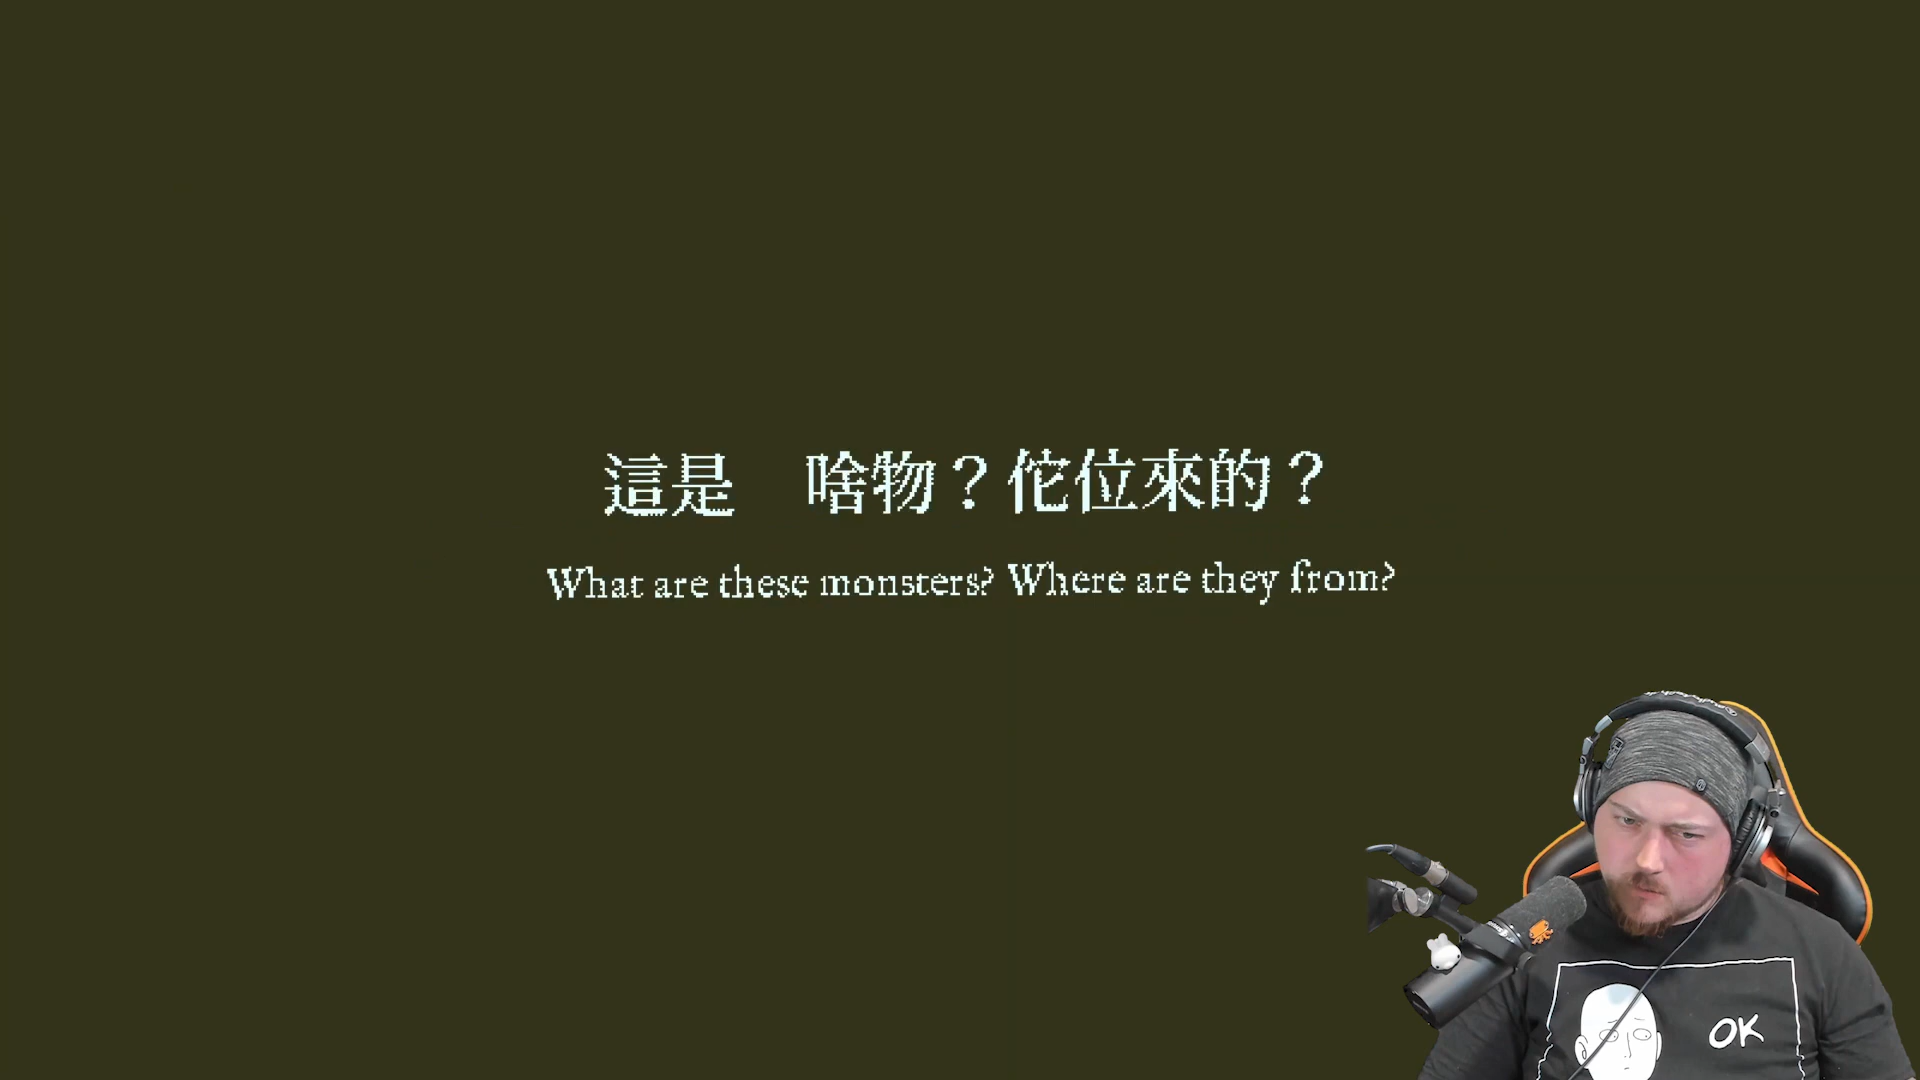 這是　啥物？佗位來的？
What are these monsters? Where are they from?
OK